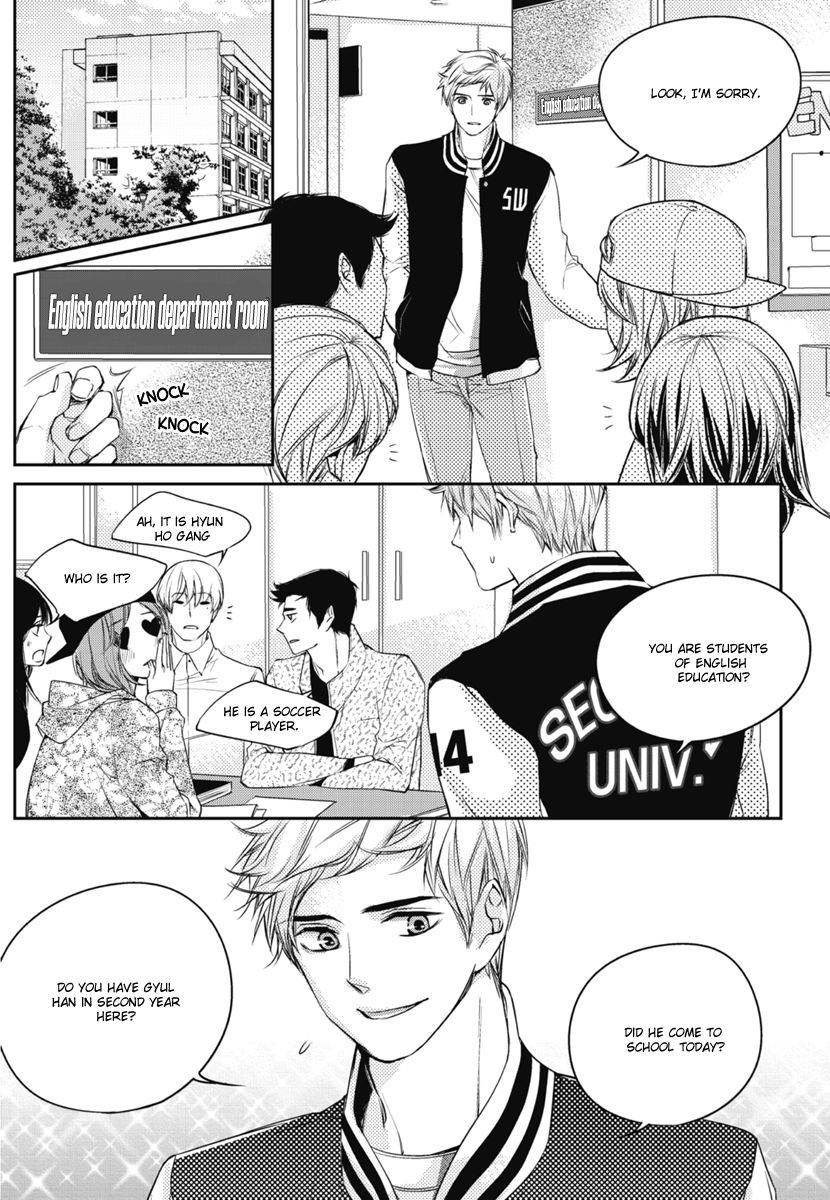 English education department room
KNOCK
KNOCK
English education
LOOK, I'M SORRY.
SW
EN
AH, IT IS HYUN
HO GANG
WHO IS IT?
HE IS A SOCCER
PLAYER.
YOU ARE STUDENTS
OF ENGLISH
EDUCATION?
14
UNIV.
DO YOU HAVE GYUL
HAN IN SECOND YEAR
HERE?
DID HE COME TO
SCHOOL TODAY?